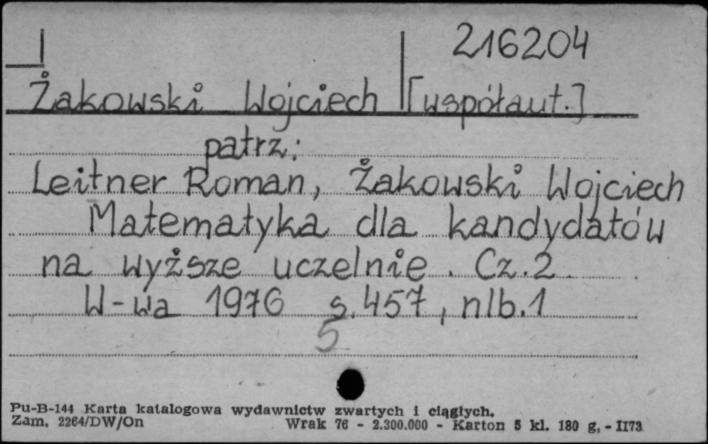 I
216204
Żakowski Wojciech [współaut.]
patrz:
Leitner Roman, Żakowski Wojciech
Matematyka dla kandydatów
na wyższe uczelnie. Cz.2
W-wa 1976 s.457, nlb.1
5
Pu-B-144 Karta katalogowa wydawnictw zwartych i ciągłych.
Zam. 2264/DW/On Wrak 76 - 2.300.000 - Karton 5 kl. 180 g, - II73